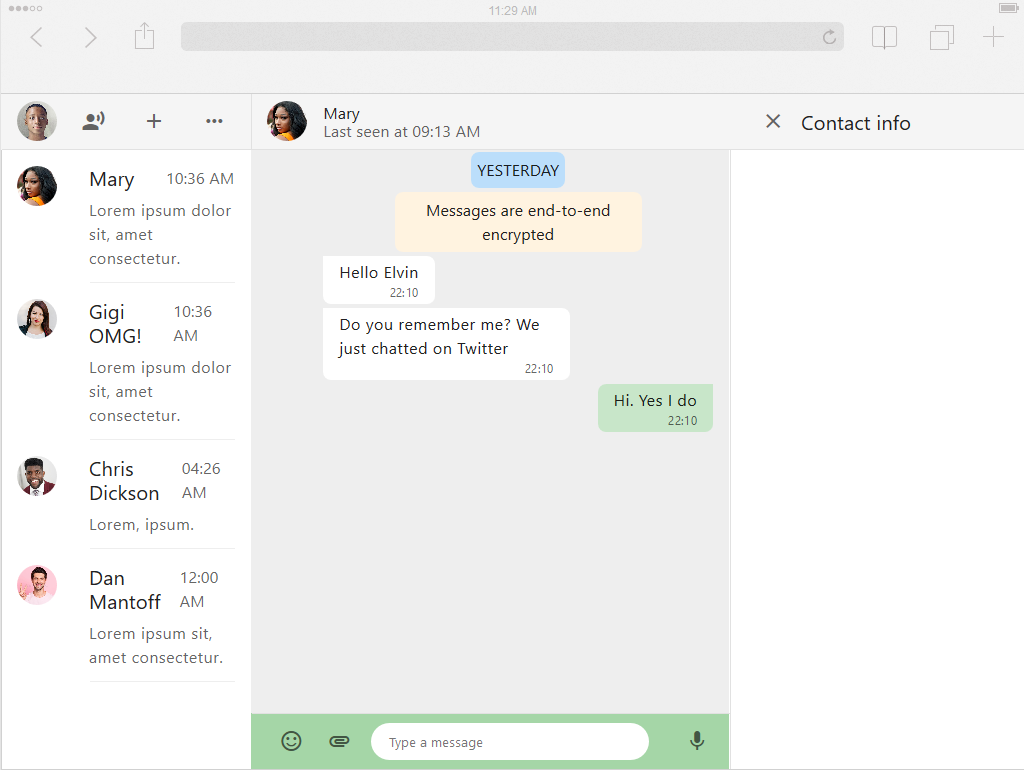 11:29 AM
Mary
Last seen at 09:13 AM
Contact info
Mary 10:36 AM
Lorem ipsum dolor
sit, amet
consectetur.
Gigi 10:36
OMG! AM
Lorem ipsum dolor
sit, amet
consectetur.
Chris 04:26
Dickson AM
Lorem, ipsum.
Dan 12:00
Mantoff AM
Lorem ipsum sit,
amet consectetur.
YESTERDAY
Messages are end-to-end
encrypted
Hello Elvin
22:10
Do you remember me? We
just chatted on Twitter
22:10
Hi. Yes I do
22:10
Type a message